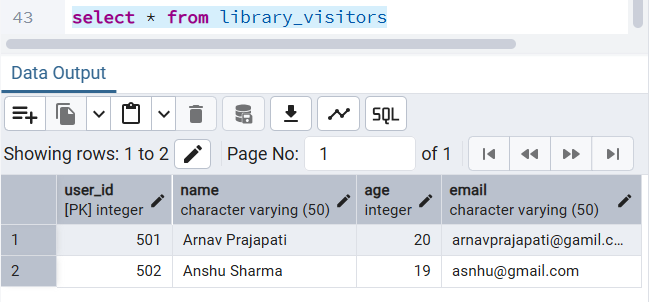 43 select * from library_visitors
Data Output
SQL
Showing rows: 1 to 2 Page No: 1 of 1
user_id name age email
[PK] integer character varying (50) integer character varying (50)
1 501 Arnav Prajapati 20 arnavprajapati@gamil.c...
2 502 Anshu Sharma 19 asnhu@gmail.com